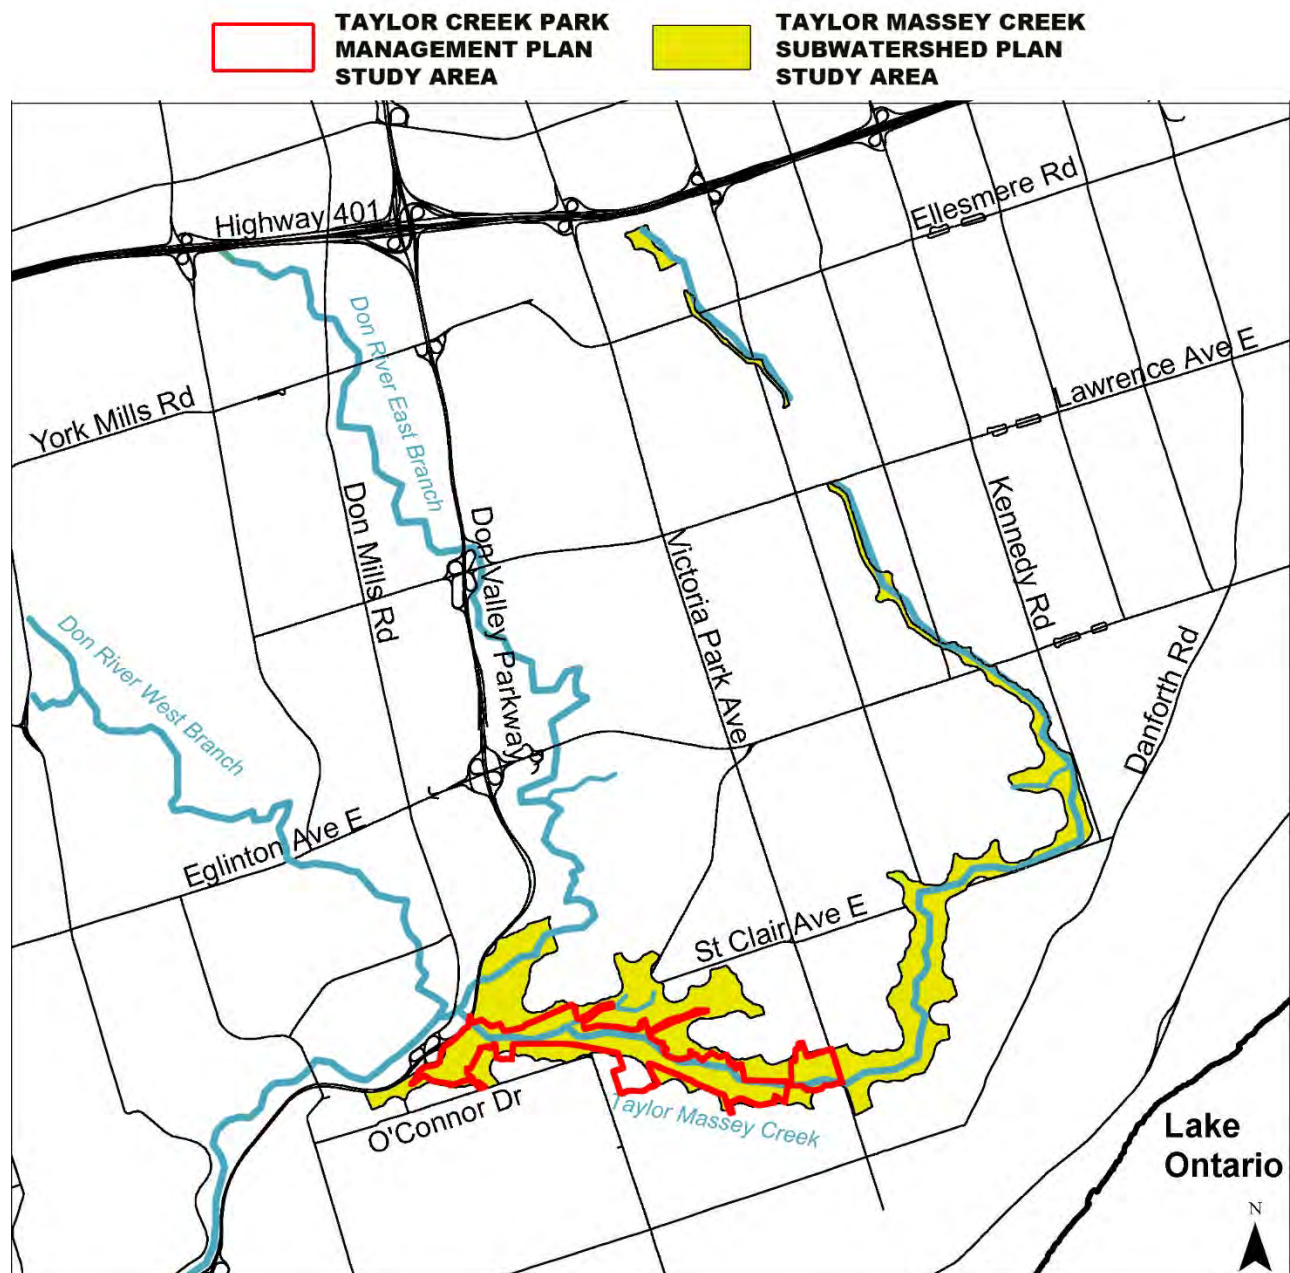 TAYLOR CREEK PARK
MANAGEMENT PLAN
STUDY AREA
TAYLOR MASSEY CREEK
SUBWATERSHED PLAN
STUDY AREA
Highway 401
Ellesmere Rd
Don River East Branch
York Mills Rd
Lawrence Ave E
Don Mills Rd
Don Valley Parkway
Victoria Park Ave
Kennedy Rd
Danforth Rd
Don River West Branch
Eglinton Ave E
St Clair Ave E
O'Connor Dr
Taylor Massey Creek
Lake
Ontario
N